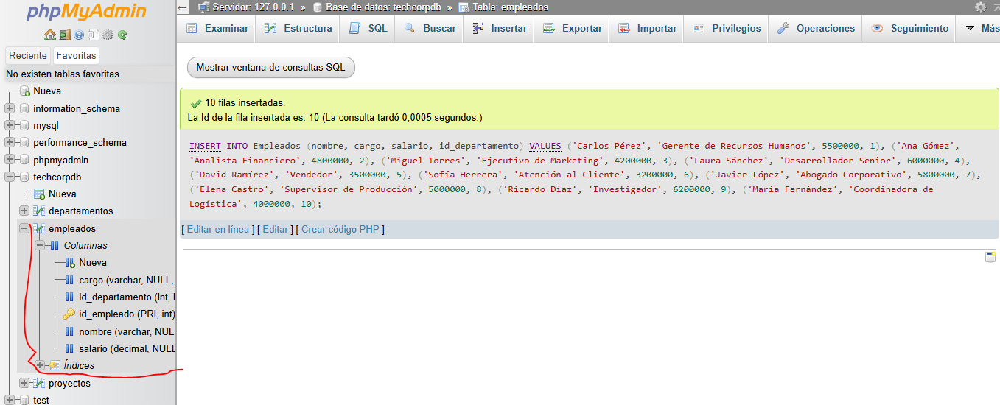 phpMyAdmin
Reciente Favoritas
No existen tablas favoritas.
Nueva
information_schema
mysql
performance_schema
phpmyadmin
techcorpdb
Nueva
departamentos
empleados
Columnas
Nueva
cargo (varchar, NULL,
id_departamento (int,
id_empleado (PRI, int)
nombre (varchar, NUL
salario (decimal, NULL
Índices
proyectos
test
Servidor: 127.0.0.1 » Base de datos: techcorpdb » Tabla: empleados
Examinar Estructura SQL Buscar Insertar Exportar Importar Privilegios Operaciones Seguimiento Más
Mostrar ventana de consultas SQL
10 filas insertadas.
La Id de la fila insertada es: 10 (La consulta tardó 0,0005 segundos.)
INSERT INTO Empleados (nombre, cargo, salario, id_departamento) VALUES ('Carlos Pérez', 'Gerente de Recursos Humanos', 5500000, 1), ('Ana Gómez',
'Analista Financiero', 4800000, 2), ('Miguel Torres', 'Ejecutivo de Marketing', 4200000, 3), ('Laura Sánchez', 'Desarrollador Senior', 6000000, 4),
('David Ramírez', 'Vendedor', 3500000, 5), ('Sofía Herrera', 'Atención al Cliente', 3200000, 6), ('Javier López', 'Abogado Corporativo', 5800000, 7),
('Elena Castro', 'Supervisor de Producción', 5000000, 8), ('Ricardo Díaz', 'Investigador', 6200000, 9), ('María Fernández', 'Coordinadora de
Logística', 4000000, 10);
[ Editar en línea ] [ Editar ] [ Crear código PHP ]